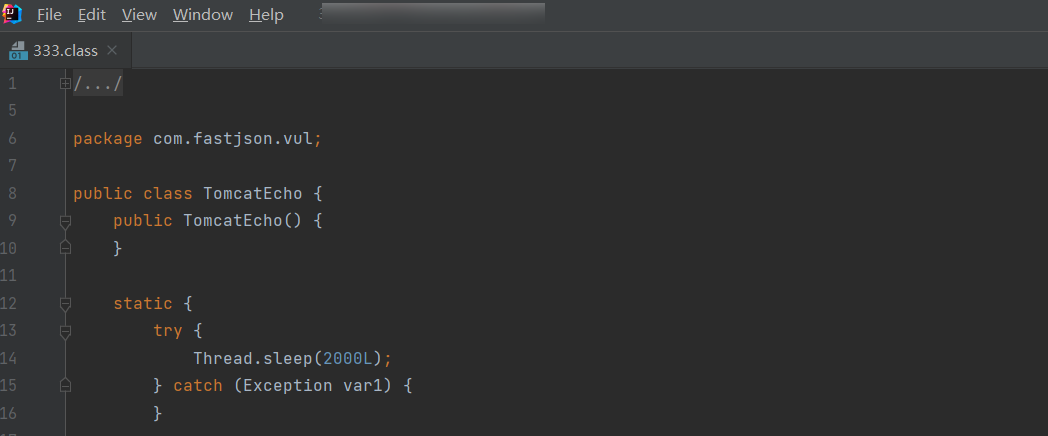 File Edit View Window Help
333.class
1 /.../
5
6 package com.fastjson.vul;
7
8 public class TomcatEcho {
9     public TomcatEcho() {
10     }
11
12     static {
13         try {
14             Thread.sleep(2000L);
15         } catch (Exception var1) {
16         }